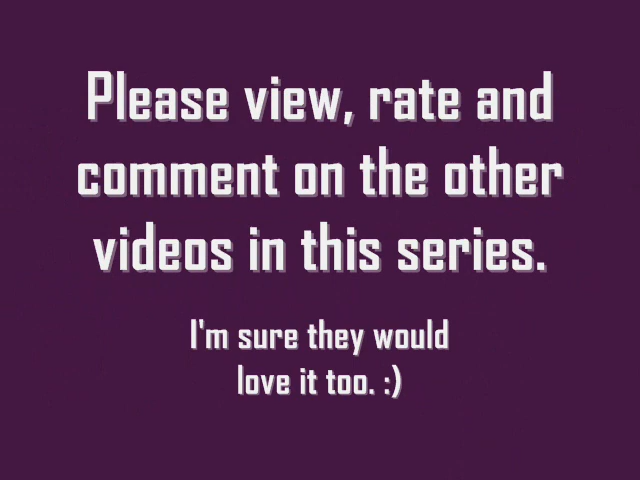 Please view, rate and
comment on the other
videos in this series.
I'm sure they would
love it too. :)